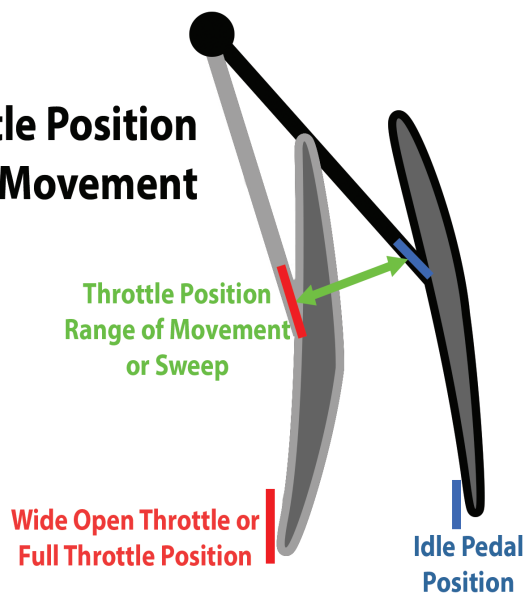 Position
Movement
Throttle Position
Range of Movement
or Sweep
Wide Open Throttle or
Full Throttle Position
Idle Pedal
Position